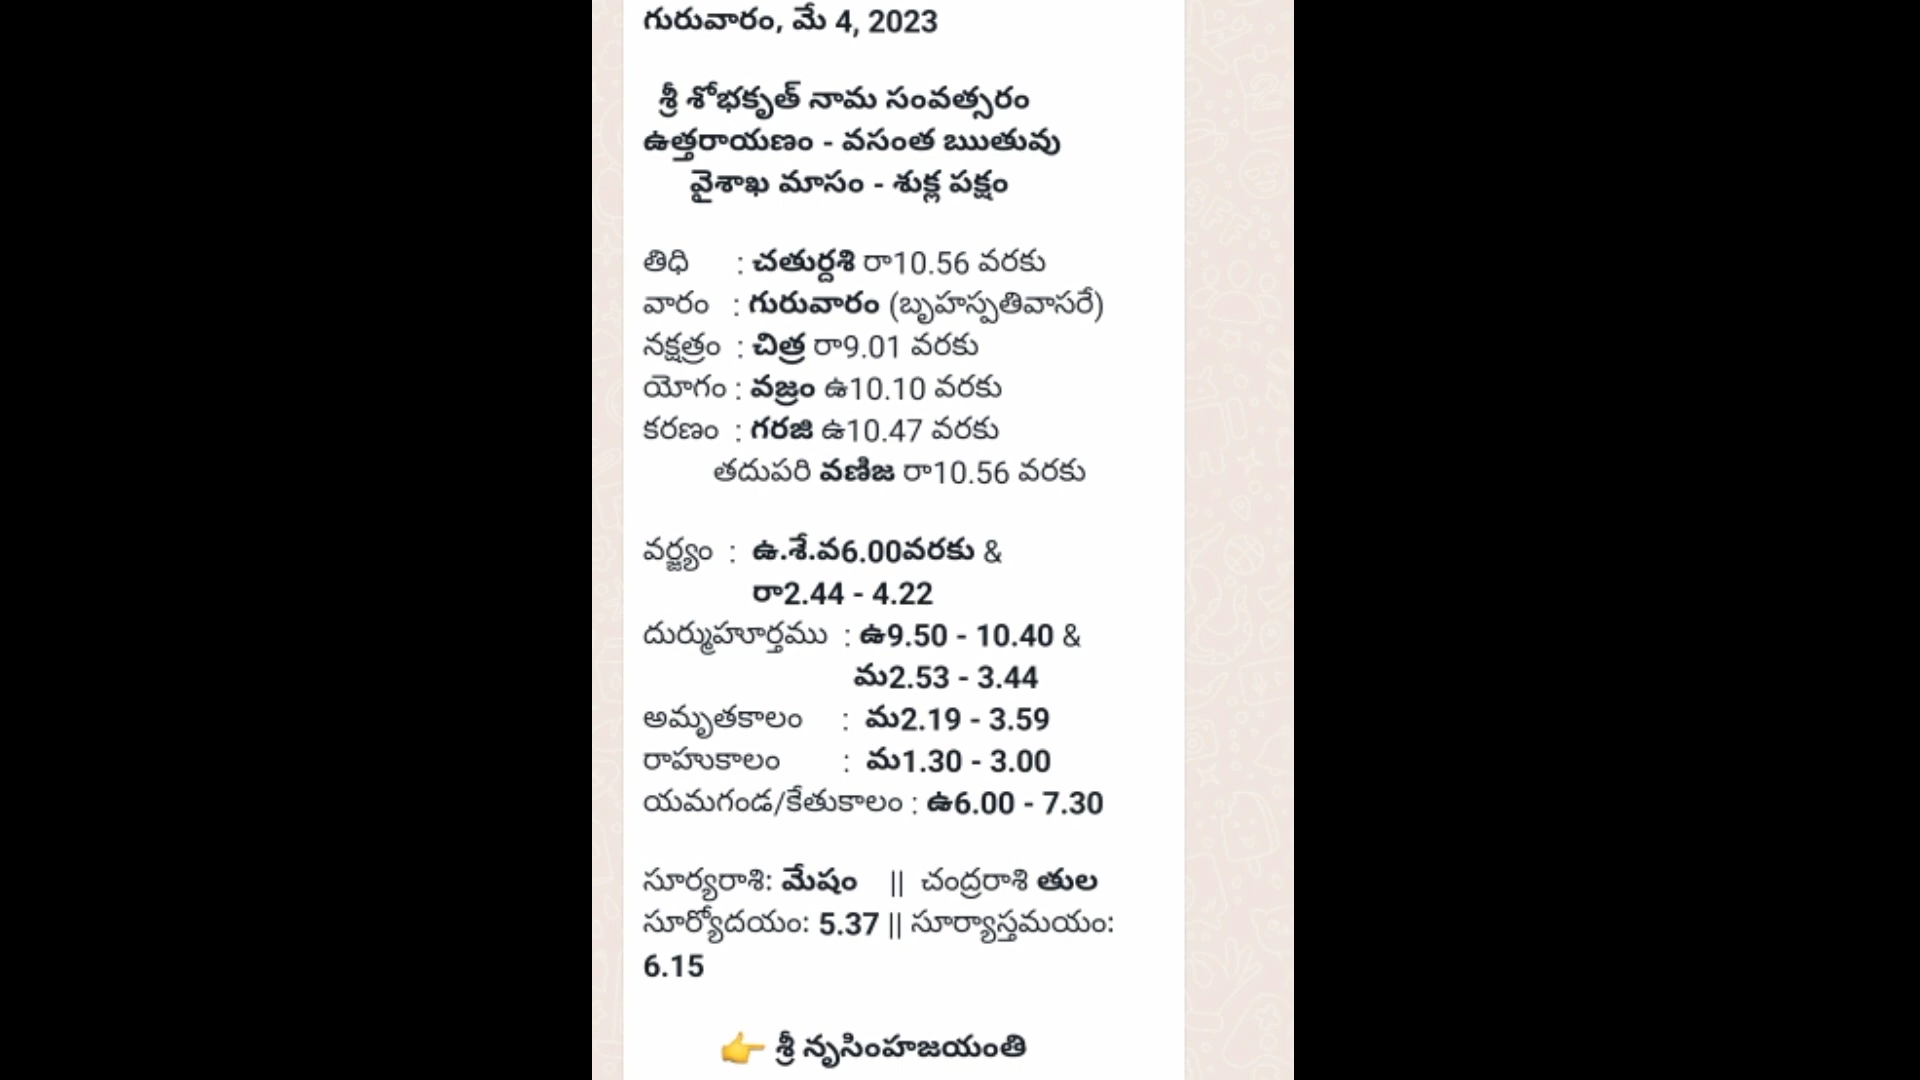 గురువారం, మే 4, 2023
శ్రీ శోభకృత్ నామ సంవత్సరం
ఉత్తరాయణం - వసంత ఋతువు
వైశాఖ మాసం - శుక్ల పక్షం
తిధి : చతుర్దశి రా10.56 వరకు
వారం : గురువారం (బృహస్పతివాసరే)
నక్షత్రం : చిత్ర రా9.01 వరకు
యోగం : వజ్రం ఉ10.10 వరకు
కరణం : గరజి ఉ10.47 వరకు
తదుపరి వణిజ రా10.56 వరకు
వర్జ్యం : ఉ.శే.వ6.00వరకు &
రా2.44 - 4.22
దుర్ముహూర్తము : ఉ9.50 - 10.40 &
మ2.53 - 3.44
అమృతకాలం : మ2.19 - 3.59
రాహుకాలం : మ1.30 - 3.00
యమగండ/కేతుకాలం : ఉ6.00 - 7.30
సూర్యరాశి: మేషం || చంద్రరాశి తుల
సూర్యోదయం: 5.37 || సూర్యాస్తమయం:
6.15
👉 శ్రీ నృసింహజయంతి